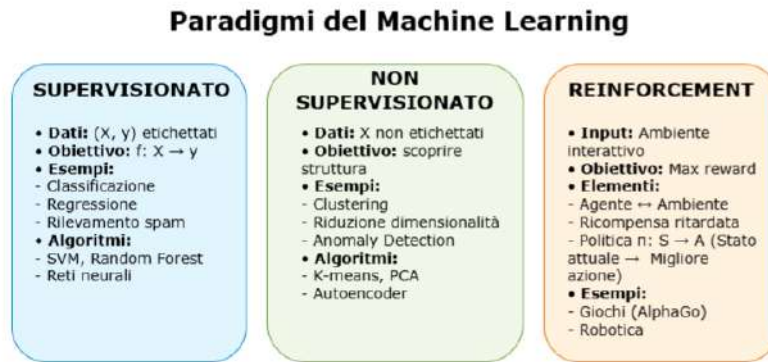 Paradigmi del Machine Learning
SUPERVISIONATO
• Dati: (X, y) etichettati
• Obiettivo: f: X → y
• Esempi:
- Classificazione
- Regressione
- Rilevamento spam
• Algoritmi:
- SVM, Random Forest
- Reti neurali
NON
SUPERVISIONATO
• Dati: X non etichettati
• Obiettivo: scoprire
struttura
• Esempi:
- Clustering
- Riduzione dimensionalità
- Anomaly Detection
• Algoritmi:
- K-means, PCA
- Autoencoder
REINFORCEMENT
• Input: Ambiente
interattivo
• Obiettivo: Max reward
• Elementi:
- Agente ↔ Ambiente
- Ricompensa ritardata
- Politica π: S → A (Stato
attuale → Migliore
azione)
• Esempi:
- Giochi (AlphaGo)
- Robotica